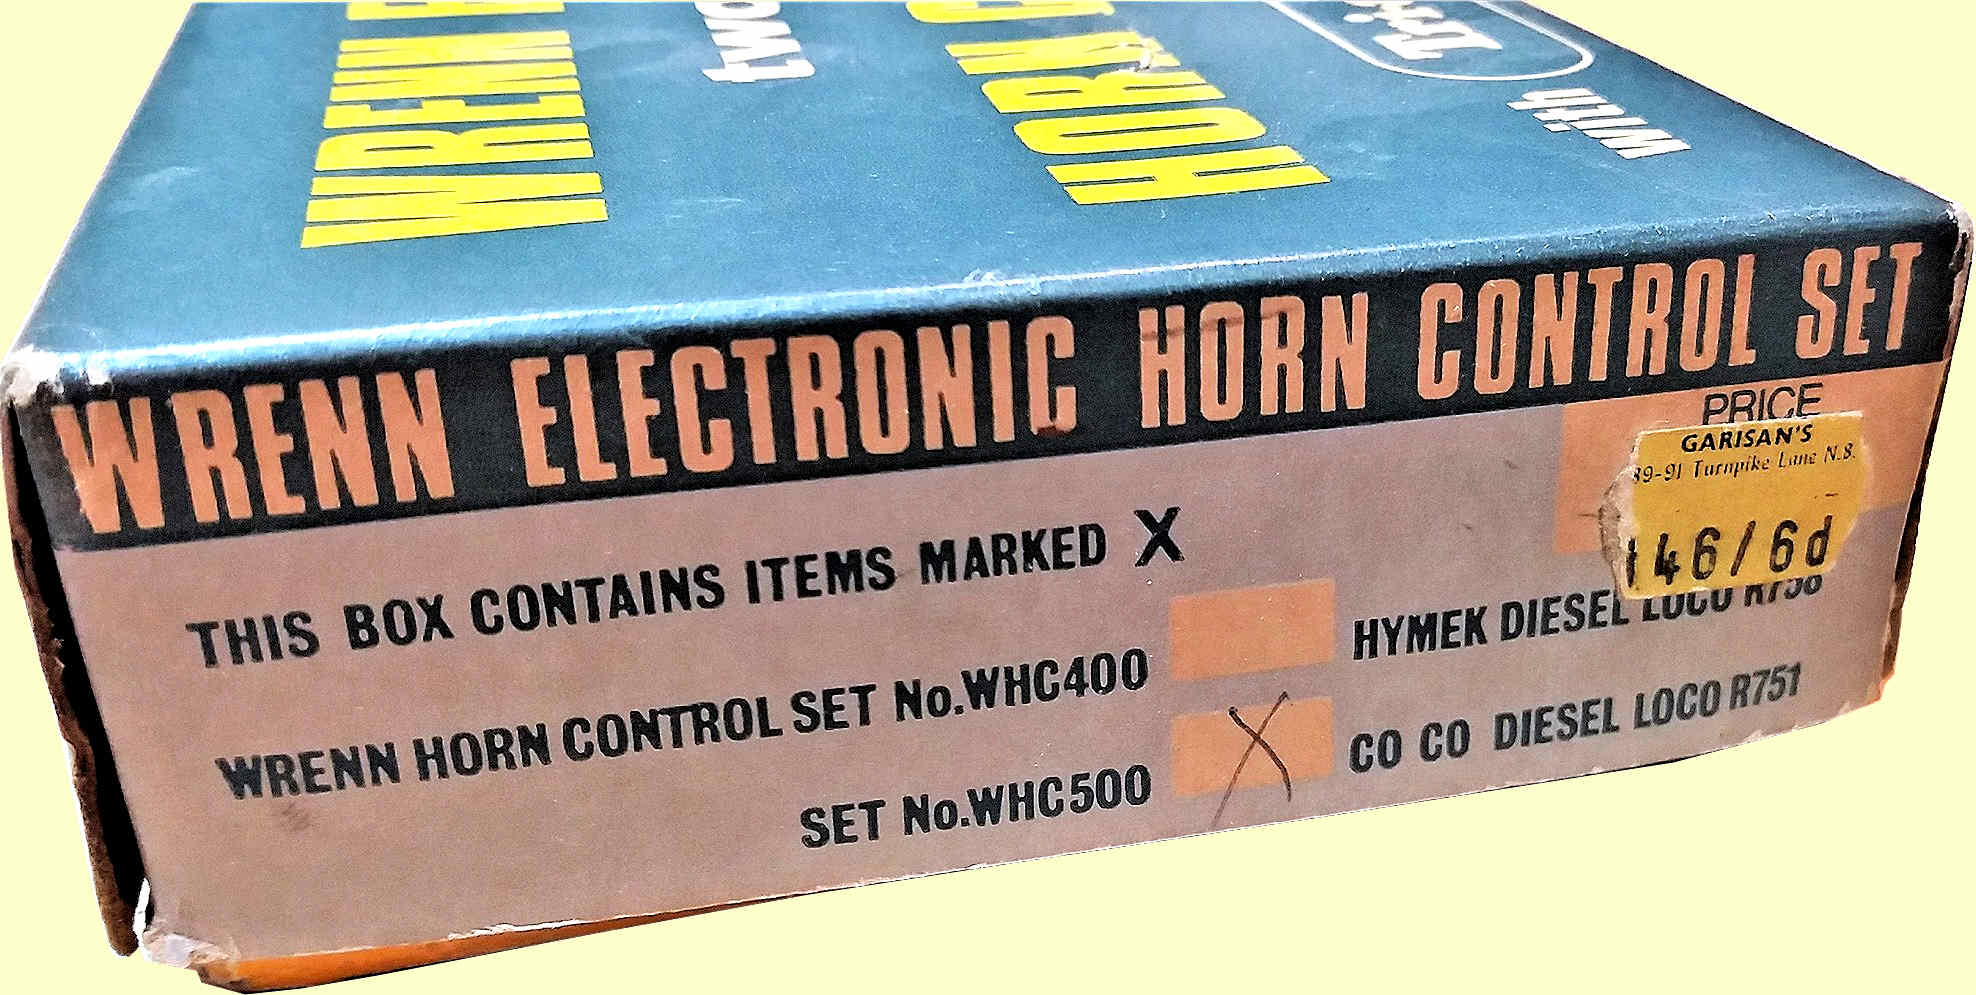 WRENN
TWO
HORN
with
WRENN ELECTRONIC HORN CONTROL SET
PRICE
GARISAN'S
89-91 Turnpike Lane N.8.
146/6d
THIS BOX CONTAINS ITEMS MARKED X
WRENN HORN CONTROL SET No.WHC400 HYMEK DIESEL LOCO R758
SET No.WHC500 X CO CO DIESEL LOCO R751